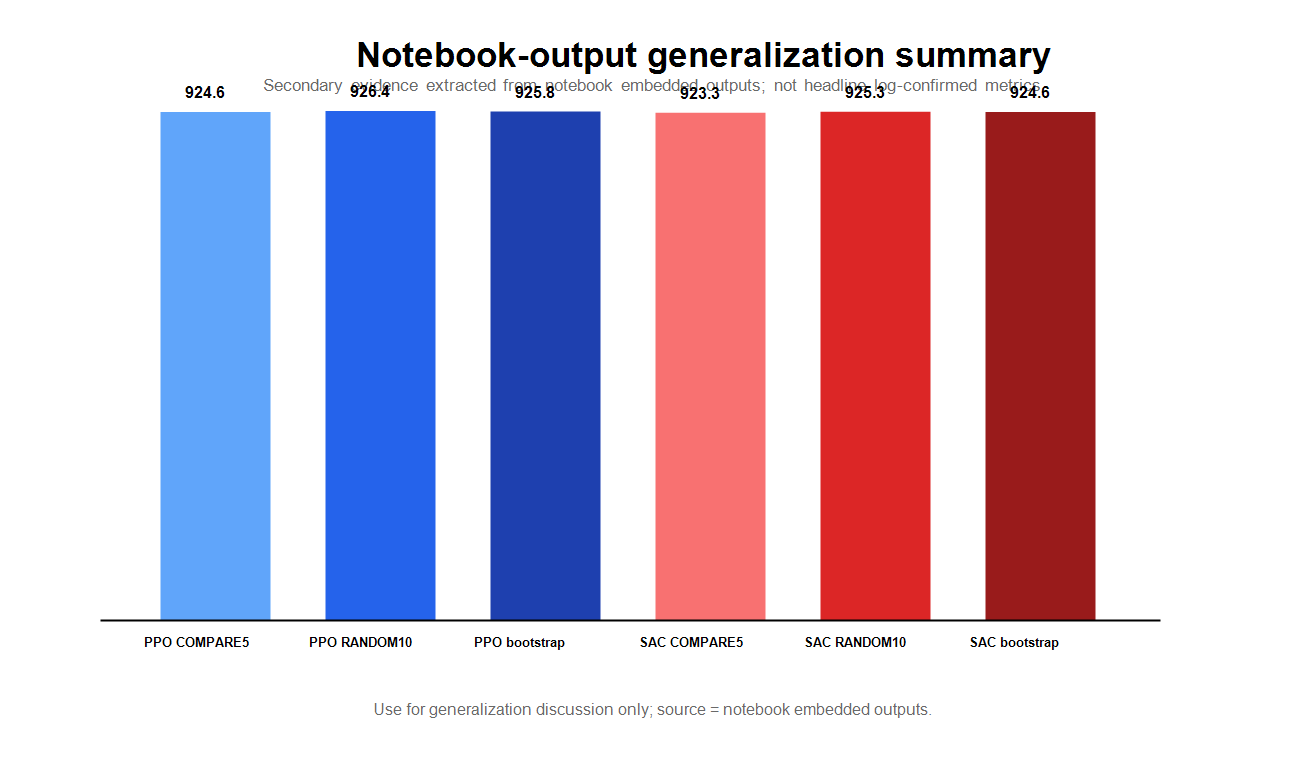 Notebook-output generalization summary
Secondary evidence extracted from notebook embedded outputs; not headline log-confirmed metrics.
924.6 926.4 925.8 923.3 925.3 924.6
PPO COMPARE5 PPO RANDOM10 PPO bootstrap SAC COMPARE5 SAC RANDOM10 SAC bootstrap
Use for generalization discussion only; source = notebook embedded outputs.